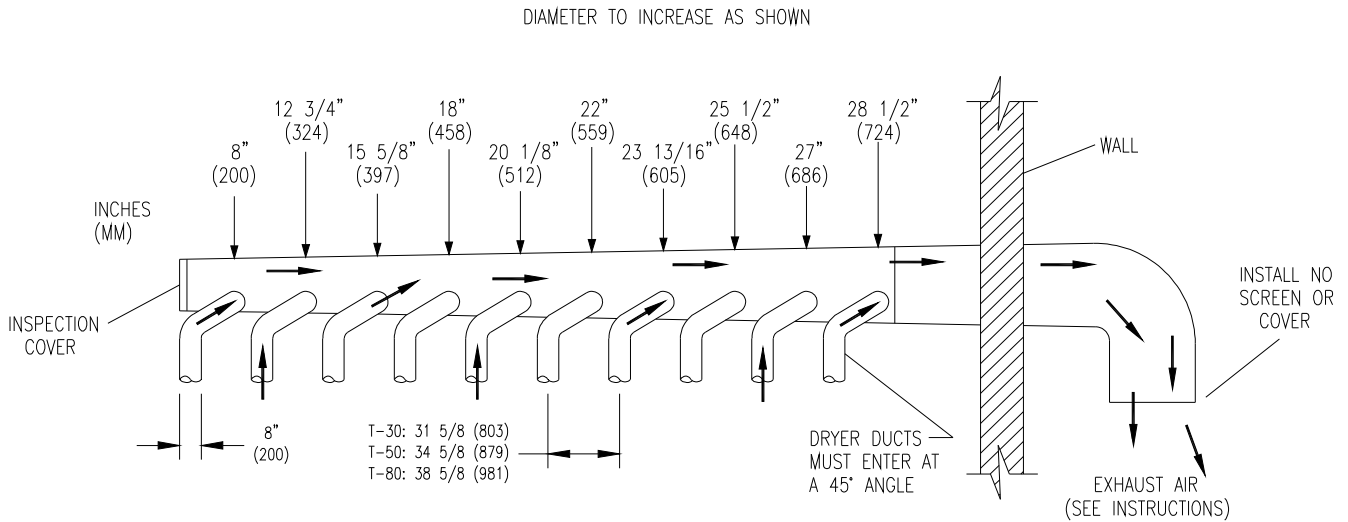 DIAMETER TO INCREASE AS SHOWN
8"
(200)
12 3/4"
(324)
15 5/8"
(397)
18"
(458)
20 1/8"
(512)
22"
(559)
23 13/16"
(605)
25 1/2"
(648)
27"
(686)
28 1/2"
(724)
WALL
INCHES
(MM)
INSPECTION
COVER
INSTALL NO
SCREEN OR
COVER
8"
(200)
T-30: 31 5/8 (803)
T-50: 34 5/8 (879)
T-80: 38 5/8 (981)
DRYER DUCTS
MUST ENTER AT
A 45° ANGLE
EXHAUST AIR
(SEE INSTRUCTIONS)